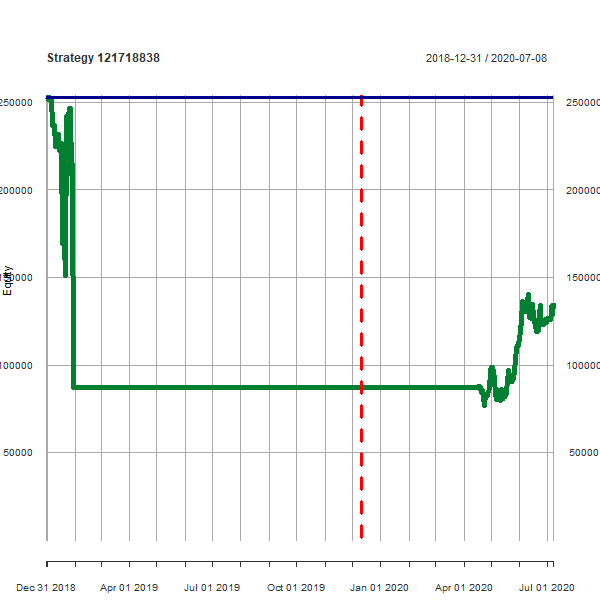 Strategy 121718838
2018-12-31 / 2020-07-08
250000 250000
200000 200000
150000 150000
Equity
100000 100000
50000 50000
Dec 31 2018 Apr 01 2019 Jul 01 2019 Oct 01 2019 Jan 01 2020 Apr 01 2020 Jul 01 2020